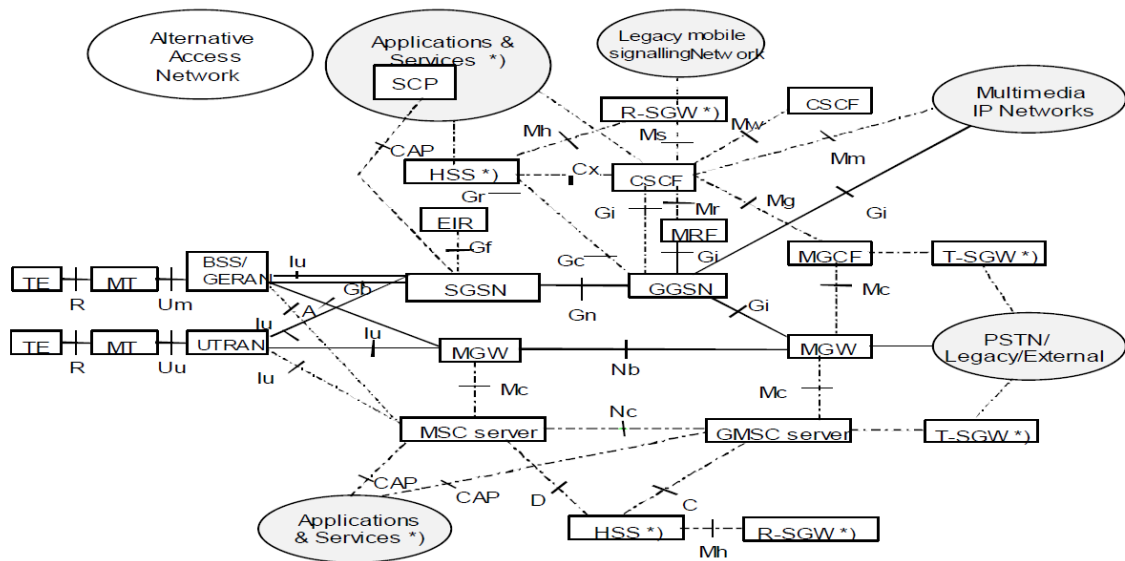 Alternative
Access
Network
Applications &
Services *)
SCP
Legacy mobile
signallingNetwork
R-SGW *)
CSCF
Multimedia
IP Networks
CAP
Mh
Ms
Mw
Mm
HSS *)
Cx
CSCF
Gr
Gi
Mr
Mg
Gi
EIR
Gf
MRF
Gc
Gi
MGCF
T-SGW *)
BSS/
GERAN
Iu
Gb
TE
MT
R
Um
SGSN
Gn
GGSN
Mc
Gi
A
Iu
Iu
TE
MT
UTRAN
R
Uu
Iu
MGW
Nb
MGW
PSTN/
Legacy/External
Mc
Mc
MSC server
Nc
GMSC server
T-SGW *)
CAP
CAP
D
C
Applications
& Services *)
HSS *)
Mh
R-SGW *)